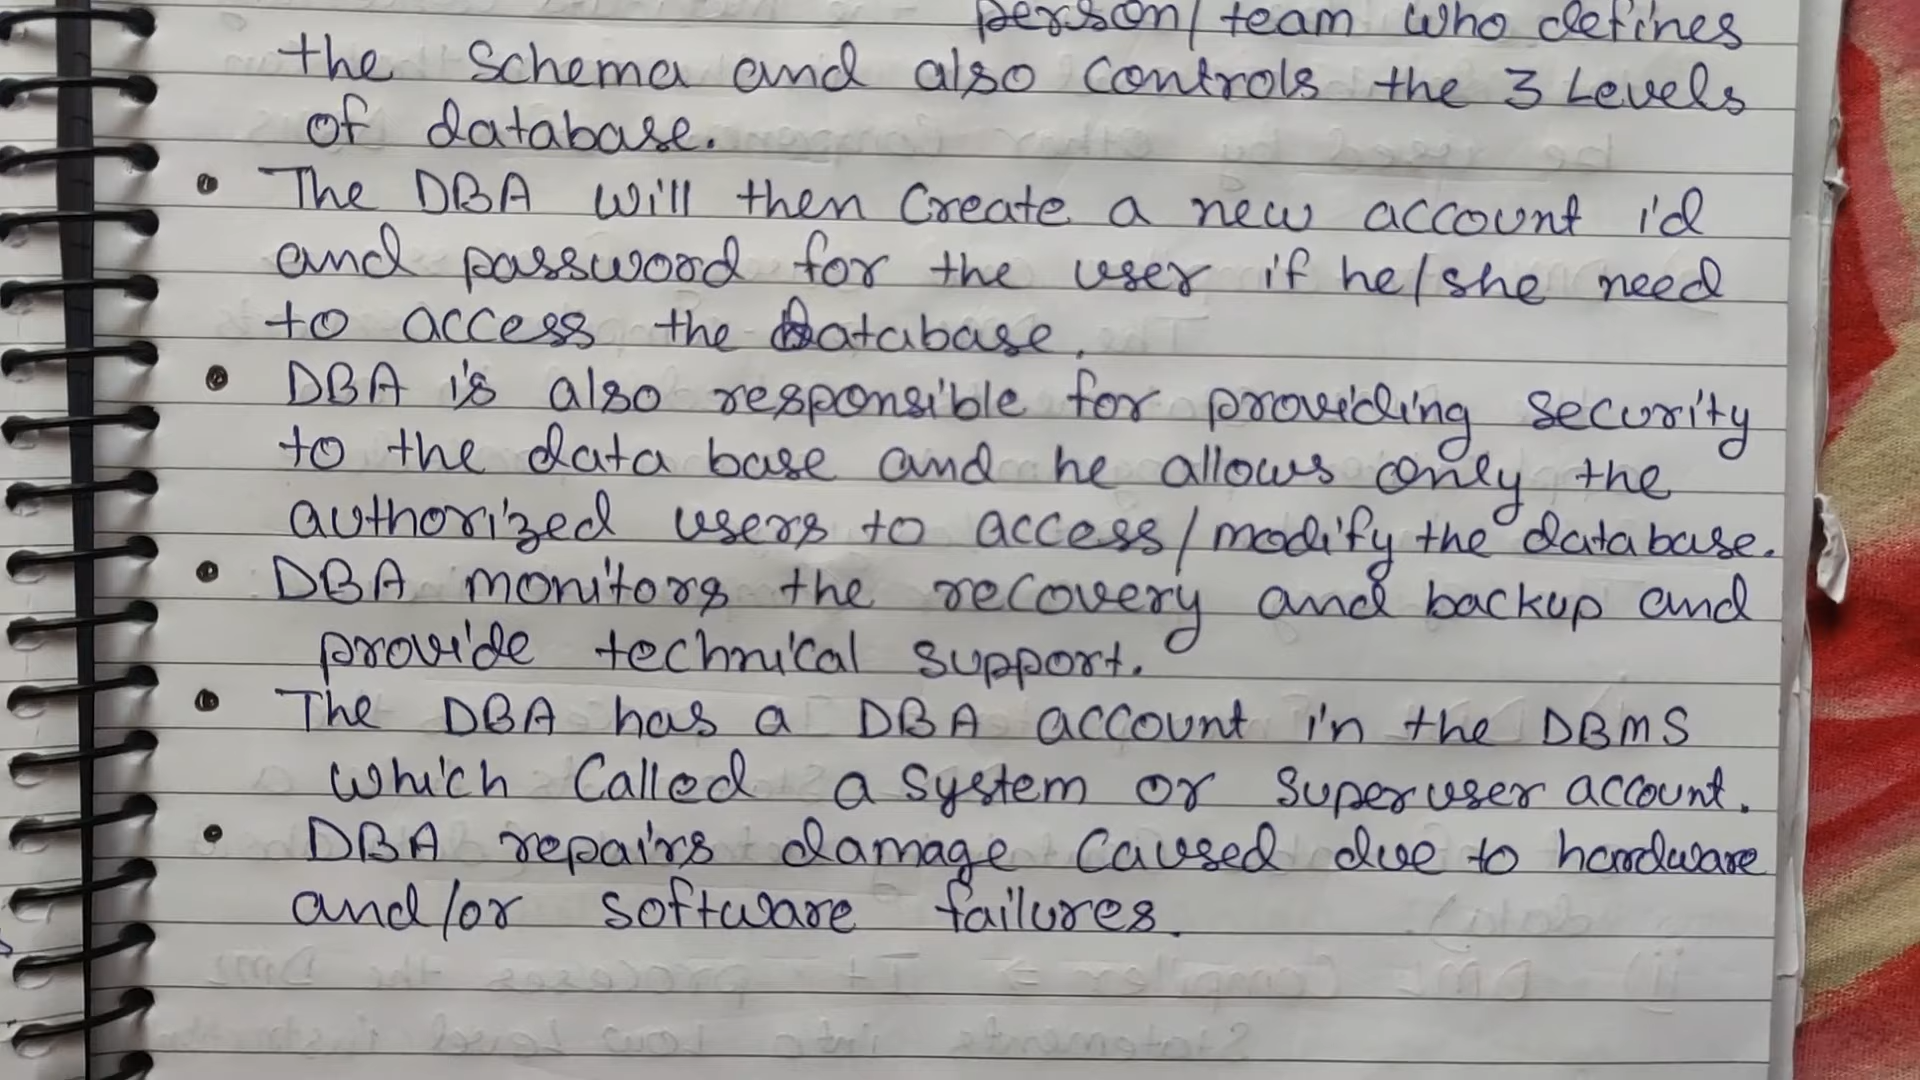 person/team who defines
the Schema and also Controls the 3 Levels
of database.
• The DBA will then Create a new account id
and password for the user if he/she need
to access the Database.
• DBA is also responsible for providing security
to the data base and he allows only the
authorized users to access/modify the database.
• DBA monitors the recovery and backup and
provide technical support.
• The DBA has a DBA account in the DBMS
which Called a System or Superuser account.
• DBA repairs damage Caused due to hardware
and/or software failures.